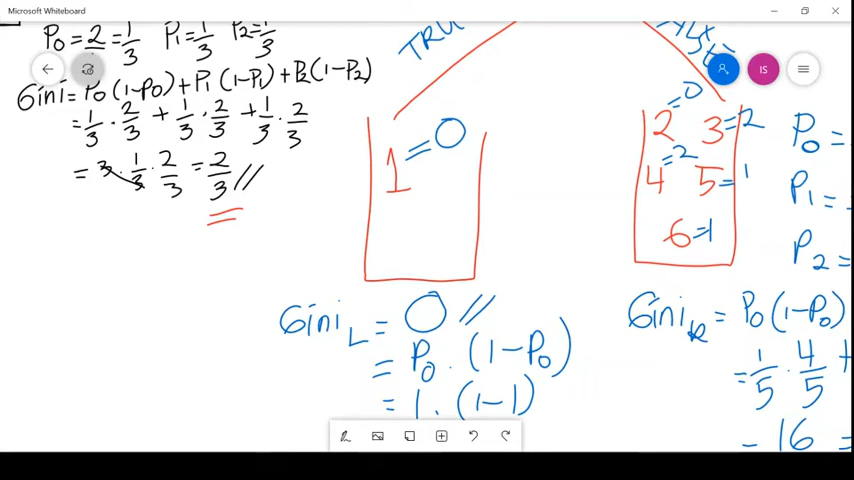 Microsoft Whiteboard
P0 = 2 = 1/3 P1 = 1/3 P2 = 1/3
Gini = P0 (1-P0) + P1 (1-P1) + P2 (1-P2)
= 1/3 . 2/3 + 1/3 . 2/3 + 1/3 . 2/3
= 3 . 1/3 . 2/3 = 2/3 //
TRU
IS
1 = 0
2 = 0 3 = 2
4 = 2 5 = 1
6 = 1
P0 =
P1 =
P2 =
GiniL = 0 //
= P0 . (1-P0)
= 1 . (1-1)
GiniR = P0 (1-P0)
= 1/5 . 4/5 +
- 16 =